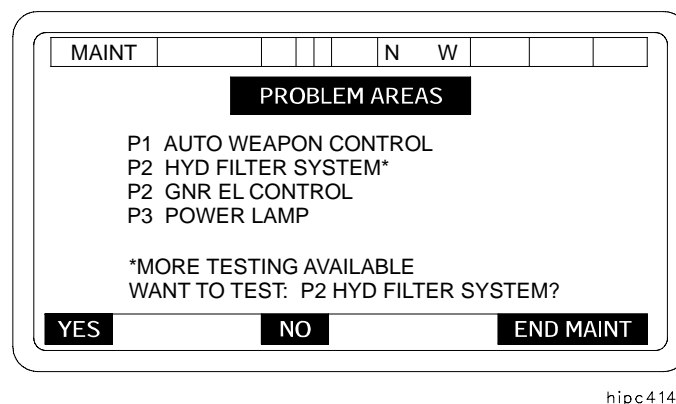 MAINT N W
PROBLEM AREAS
P1 AUTO WEAPON CONTROL
P2 HYD FILTER SYSTEM*
P2 GNR EL CONTROL
P3 POWER LAMP
*MORE TESTING AVAILABLE
WANT TO TEST: P2 HYD FILTER SYSTEM?
YES NO END MAINT
hipc414